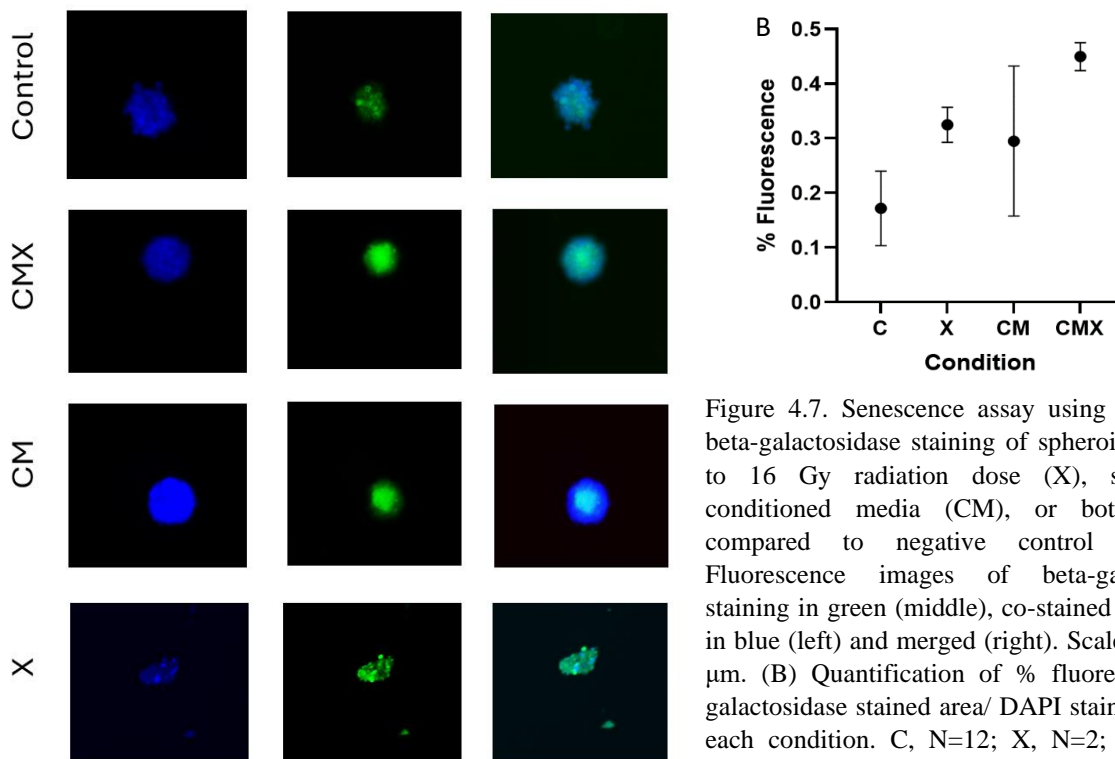 Control
CMX
CM
X
B
% Fluorescence
0.5
0.4
0.3
0.2
0.1
0.0
C X CM CMX
Condition
Figure 4.7. Senescence assay using
beta-galactosidase staining of spheroi
to 16 Gy radiation dose (X), s
conditioned media (CM), or bot
compared to negative control
Fluorescence images of beta-ga
staining in green (middle), co-stained
in blue (left) and merged (right). Scale
μm. (B) Quantification of % fluore
galactosidase stained area/ DAPI stain
each condition. C, N=12; X, N=2;